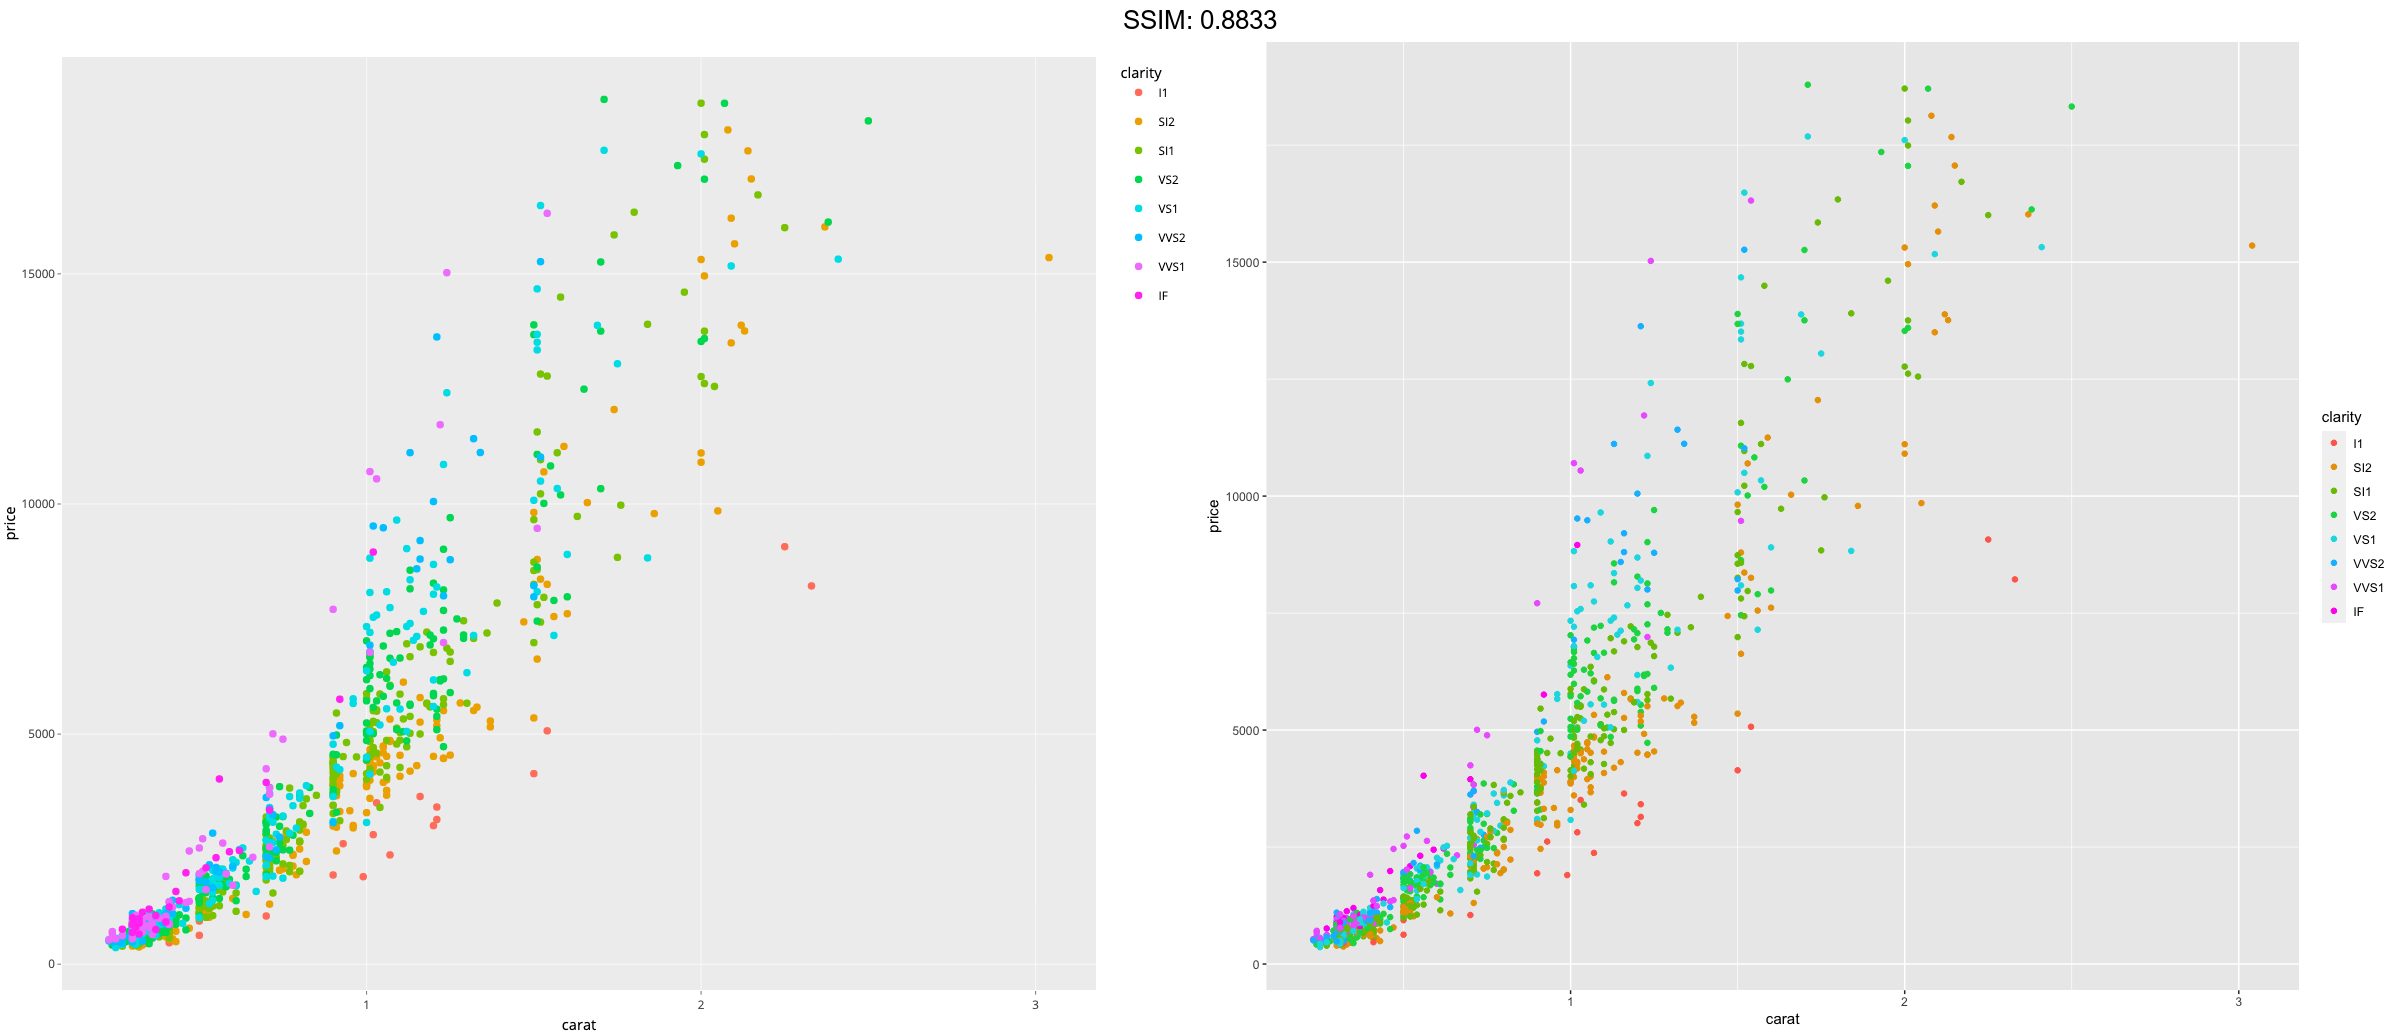 SSIM: 0.8833
clarity
I1
SI2
SI1
VS2
VS1
VVS2
VVS1
IF
15000
10000
5000
0
price
1
2
3
carat
15000
10000
5000
0
price
1
2
3
carat
clarity
I1
SI2
SI1
VS2
VS1
VVS2
VVS1
IF